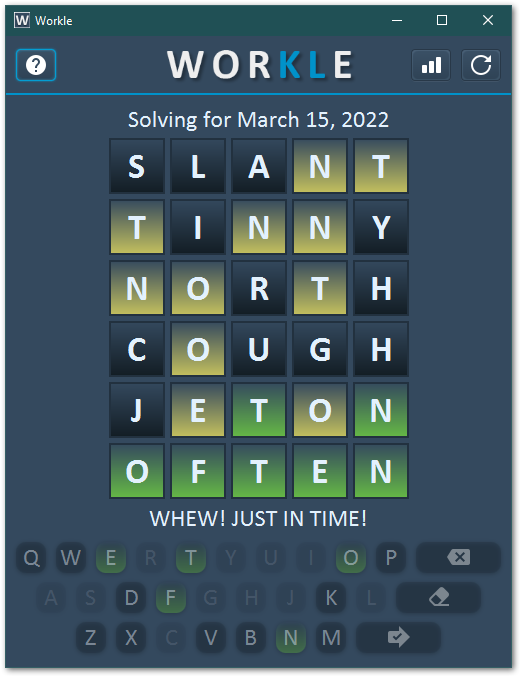 W Workle
WORKLE
Solving for March 15, 2022
S L A N T
T I N N Y
N O R T H
C O U G H
J E T O N
O F T E N
WHEW! JUST IN TIME!
Q W E R T Y U I O P
A S D F G H J K L
Z X C V B N M